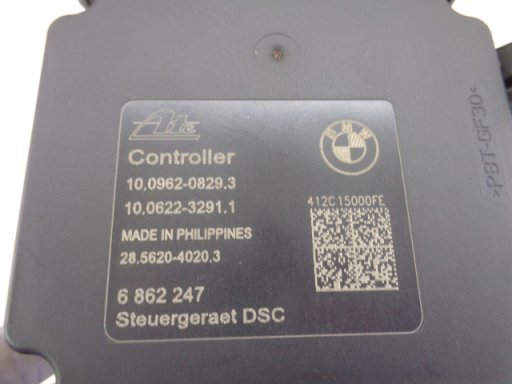 Ate
BMW
Controller
10.0962-0829.3
10.0622-3291.1
412C15000FE
MADE IN PHILIPPINES
28.5620-4020.3
6 862 247
Steuergeraet DSC
>PBT-GF30<